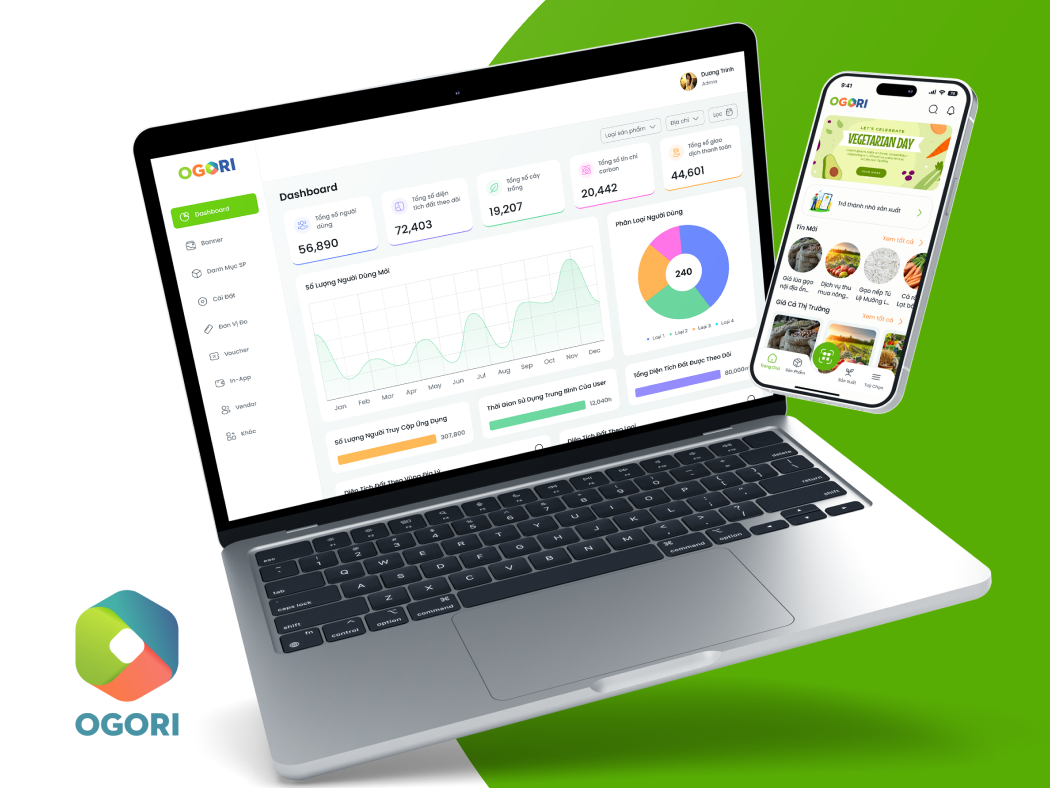 OGORI
Duong Trinh
Admin
Dashboard
Banner
Danh Mục SP
Cài Đặt
Đơn Vị Đo
Voucher
In-App
Vendor
Khác
Dashboard
Loại sản phẩm
Địa chỉ
Lọc
Tổng số người
dùng
56,890
Tổng số diện
tích đất theo dõi
72,403
Tổng số cây
trồng
19,207
Tổng số tín chỉ
carbon
20,442
Tổng số giao
dịch thanh toán
44,601
Số Lượng Người Dùng Mới
Jan Feb Mar Apr May Jun Jul Aug Sep Oct Nov Dec
Phân Loại Người Dùng
240
Loại 1 Loại 2 Loại 3 Loại 4
Số Lượng Người Truy Cập Ứng Dụng
307,800
Thời Gian Sử Dụng Trung Bình Của User
12,040h
Tổng Diện Tích Đất Được Theo Dõi
Diện Tích Đất Theo Vùng Địa Lý
Diện Tích Đất Theo Loại
9:41
OGORI
LET'S CELEBRATE
VEGETARIAN DAY
Trở thành nhà sản xuất
Tin Mới
Xem tất cả
Giá lúa gạo
nội địa ổn...
Dịch vụ thu
mua nông...
Gạo nếp Tú
Lệ Mường L...
Giá Cả Thị Trường
Xem tất cả
Trang Chủ
Sản Phẩm
Sản Xuất
Tùy Chọn
esc
delete
tab
Q W E R T Y U I O P
return
caps lock
A S D F G H J K L
shift
Z X C V B N M
shift
fn
control
option
command
command
option
OGORI